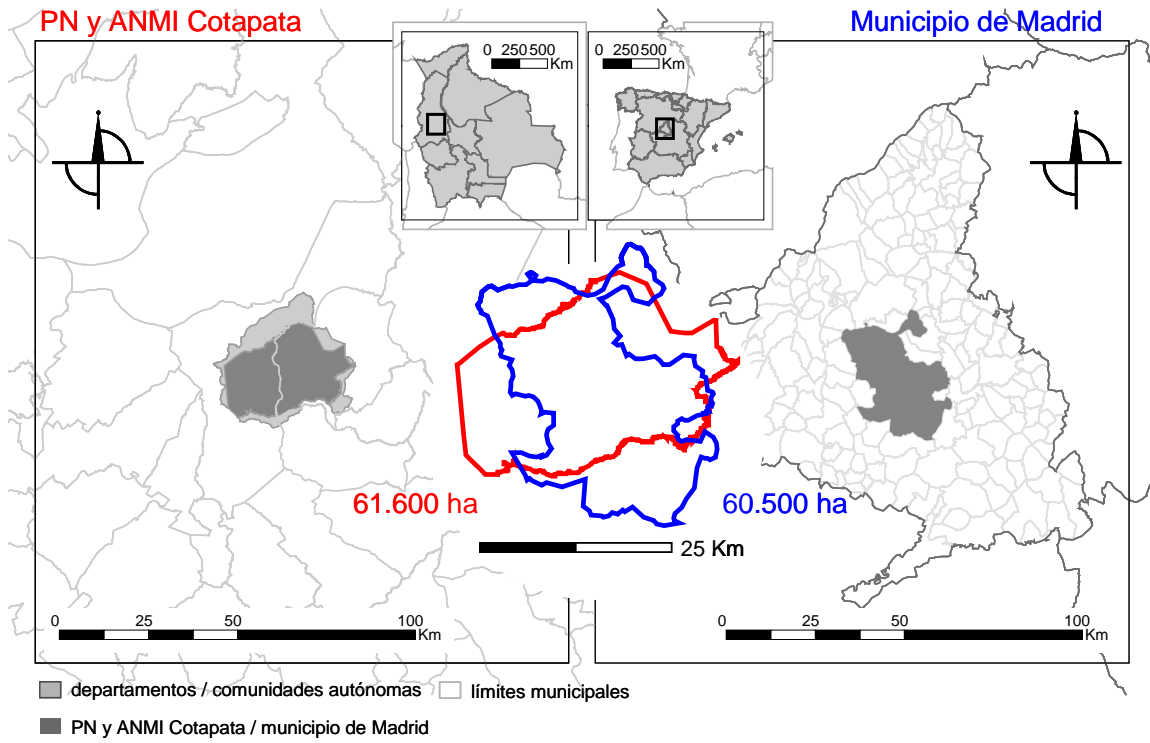 PN y ANMI Cotapata
Municipio de Madrid
0 250 500
Km
0 250 500
Km
61.600 ha
60.500 ha
25 Km
0 25 50 100
Km
0 25 50 100
Km
departamentos / comunidades autónomas
límites municipales
PN y ANMI Cotapata / municipio de Madrid